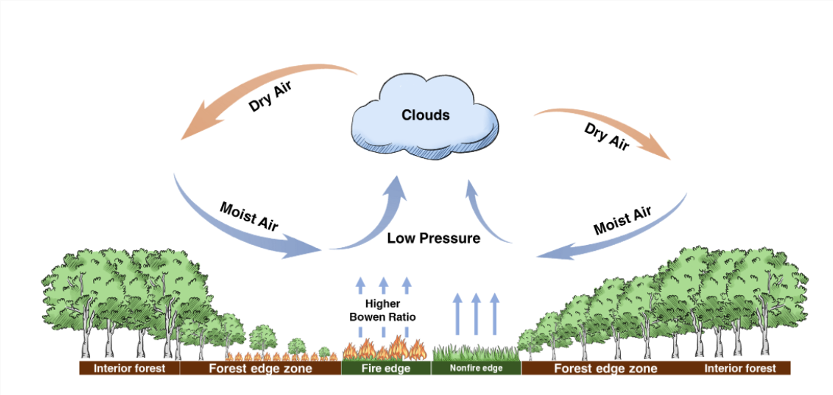 Dry Air
Clouds
Dry Air
Moist Air
Moist Air
Low Pressure
Higher
Bowen Ratio
Interior forest
Forest edge zone
Fire edge
Nonfire edge
Forest edge zone
Interior forest